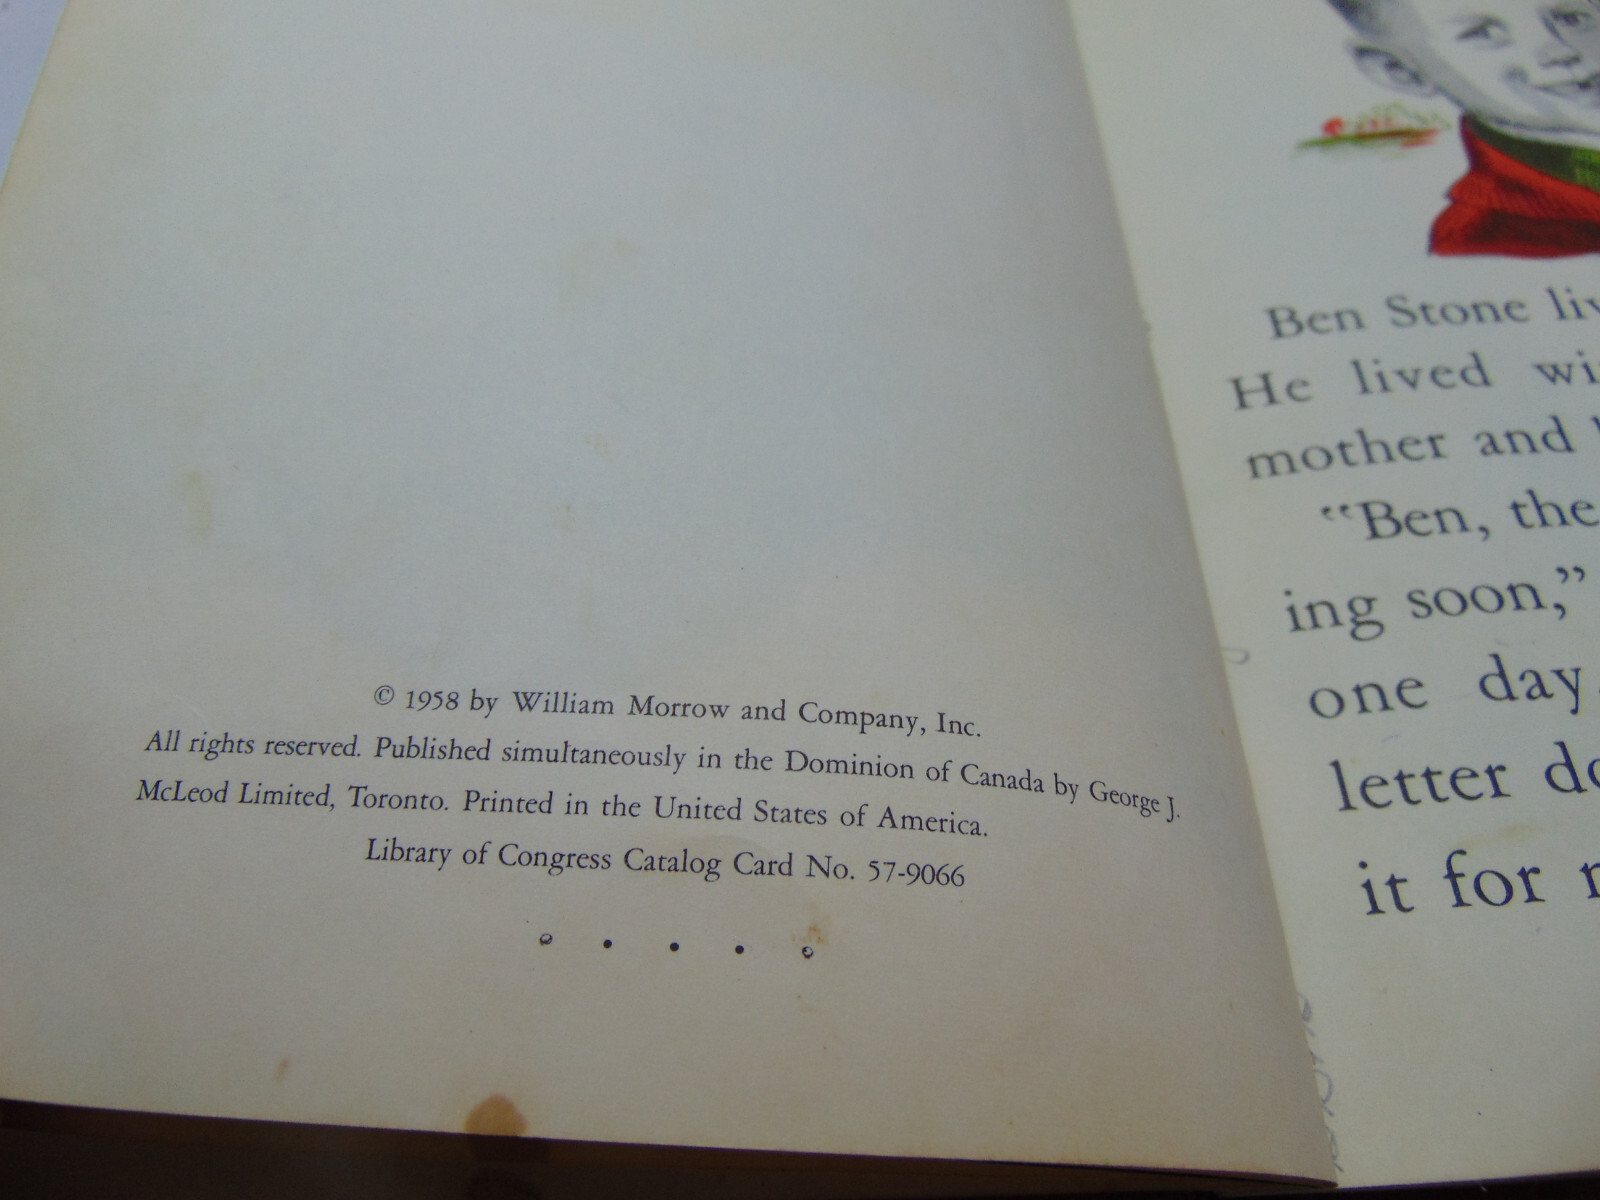 © 1958 by William Morrow and Company, Inc.
All rights reserved. Published simultaneously in the Dominion of Canada by George J.
McLeod Limited, Toronto. Printed in the United States of America.
Library of Congress Catalog Card No. 57-9066
Ben Stone
He lived
mother and
"Ben,
ing soon,"
one day
letter
it for